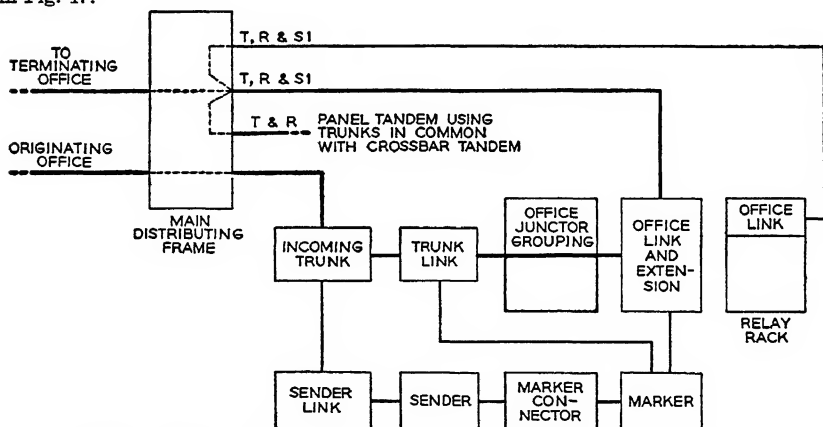 in Fig. 17.
T, R & S1
TO
TERMINATING
OFFICE
T, R & S1
T & R
PANEL TANDEM USING
TRUNKS IN COMMON
WITH CROSSBAR TANDEM
ORIGINATING
OFFICE
MAIN
DISTRIBUTING
FRAME
INCOMING
TRUNK
TRUNK
LINK
OFFICE
JUNCTOR
GROUPING
OFFICE
LINK
AND
EXTEN-
SION
OFFICE
LINK
RELAY
RACK
SENDER
LINK
SENDER
MARKER
CON-
NECTOR
MARKER